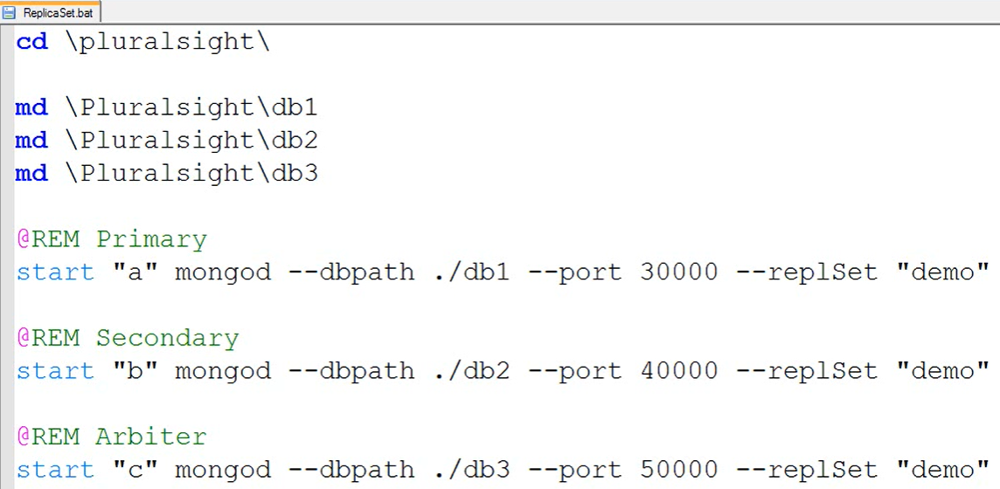 ReplicaSet.bat
cd \pluralsight\
md \Pluralsight\db1
md \Pluralsight\db2
md \Pluralsight\db3
@REM Primary
start "a" mongod --dbpath ./db1 --port 30000 --replSet "demo"
@REM Secondary
start "b" mongod --dbpath ./db2 --port 40000 --replSet "demo"
@REM Arbiter
start "c" mongod --dbpath ./db3 --port 50000 --replSet "demo"